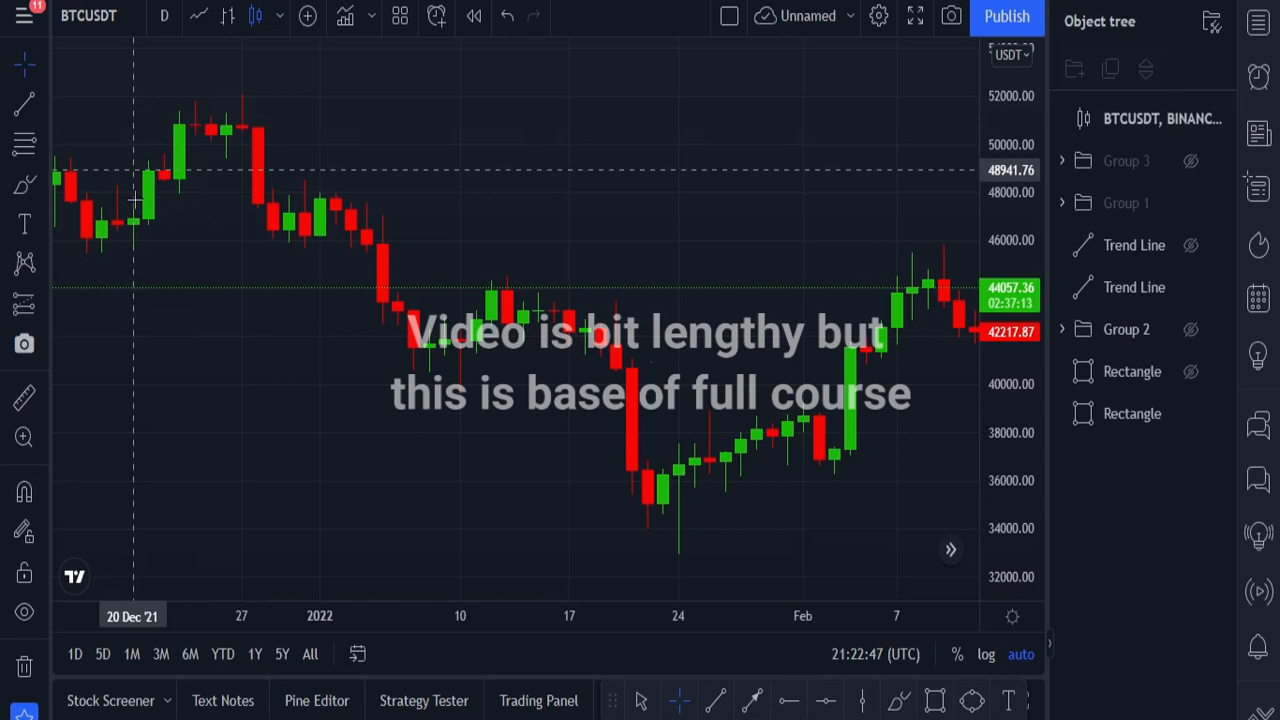 11
BTCUSDT
D
Unnamed
Publish
Object tree
USDT
52000.00
50000.00
48941.76
48000.00
46000.00
44057.36
02:37:13
42217.87
40000.00
38000.00
36000.00
34000.00
32000.00
BTCUSDT, BINANC...
Group 3
Group 1
Trend Line
Trend Line
Group 2
Rectangle
Rectangle
Video is bit lengthy but
this is base of full course
20 Dec '21
27
2022
10
17
24
Feb
7
1D 5D 1M 3M 6M YTD 1Y 5Y All
21:22:47 (UTC)
% log auto
Stock Screener
Text Notes
Pine Editor
Strategy Tester
Trading Panel